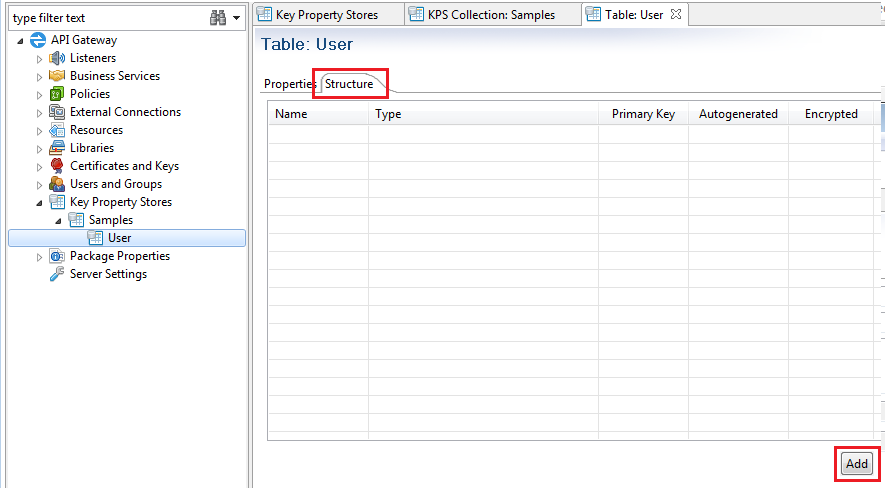 type filter text
API Gateway
Listeners
Business Services
Policies
External Connections
Resources
Libraries
Certificates and Keys
Users and Groups
Key Property Stores
Samples
User
Package Properties
Server Settings
Key Property Stores KPS Collection: Samples Table: User
Table: User
Properties Structure
Name Type Primary Key Autogenerated Encrypted
Add